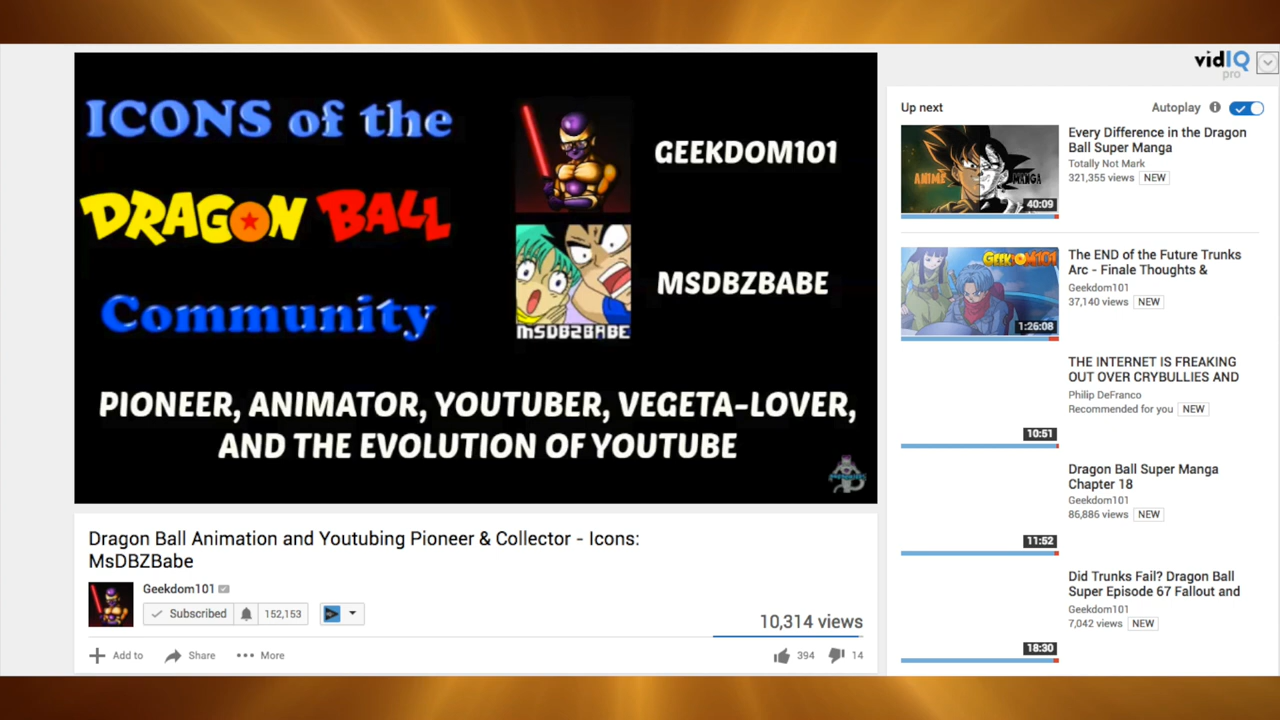 ICONS of the
DRAGON BALL
Community
GEEKDOM101
MSDBZBABE
MSDBZBABE
PIONEER, ANIMATOR, YOUTUBER, VEGETA-LOVER,
AND THE EVOLUTION OF YOUTUBE
Dragon Ball Animation and Youtubing Pioneer & Collector - Icons:
MsDBZBabe
Geekdom101
Subscribed
152,153
10,314 views
Add to
Share
More
394
14
vidIQ
pro
Up next
Autoplay
ANIME
MANGA
40:09
Every Difference in the Dragon
Ball Super Manga
Totally Not Mark
321,355 views NEW
GEEKDOM101
1:26:08
The END of the Future Trunks
Arc - Finale Thoughts &
Geekdom101
37,140 views NEW
THE INTERNET IS FREAKING
OUT OVER CRYBULLIES AND
Philip DeFranco
Recommended for you NEW
10:51
Dragon Ball Super Manga
Chapter 18
Geekdom101
86,886 views NEW
11:52
Did Trunks Fail? Dragon Ball
Super Episode 67 Fallout and
Geekdom101
7,042 views NEW
18:30